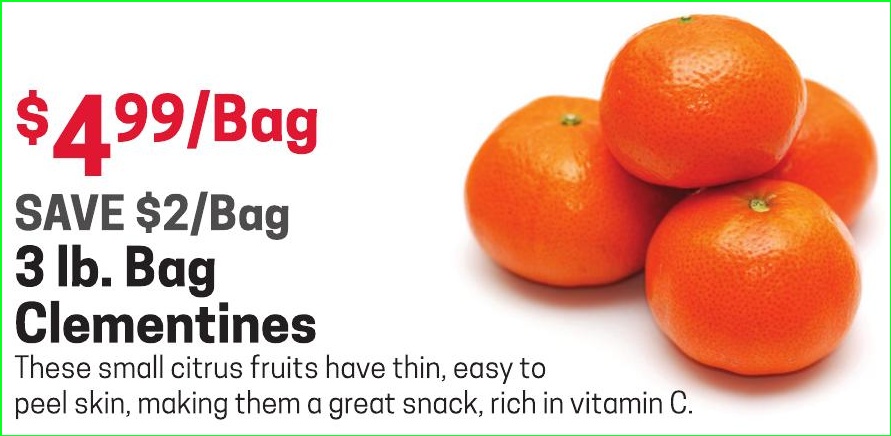 $4.99/Bag
SAVE $2/Bag
3 lb. Bag
Clementines
These small citrus fruits have thin, easy to
peel skin, making them a great snack, rich in vitamin C.